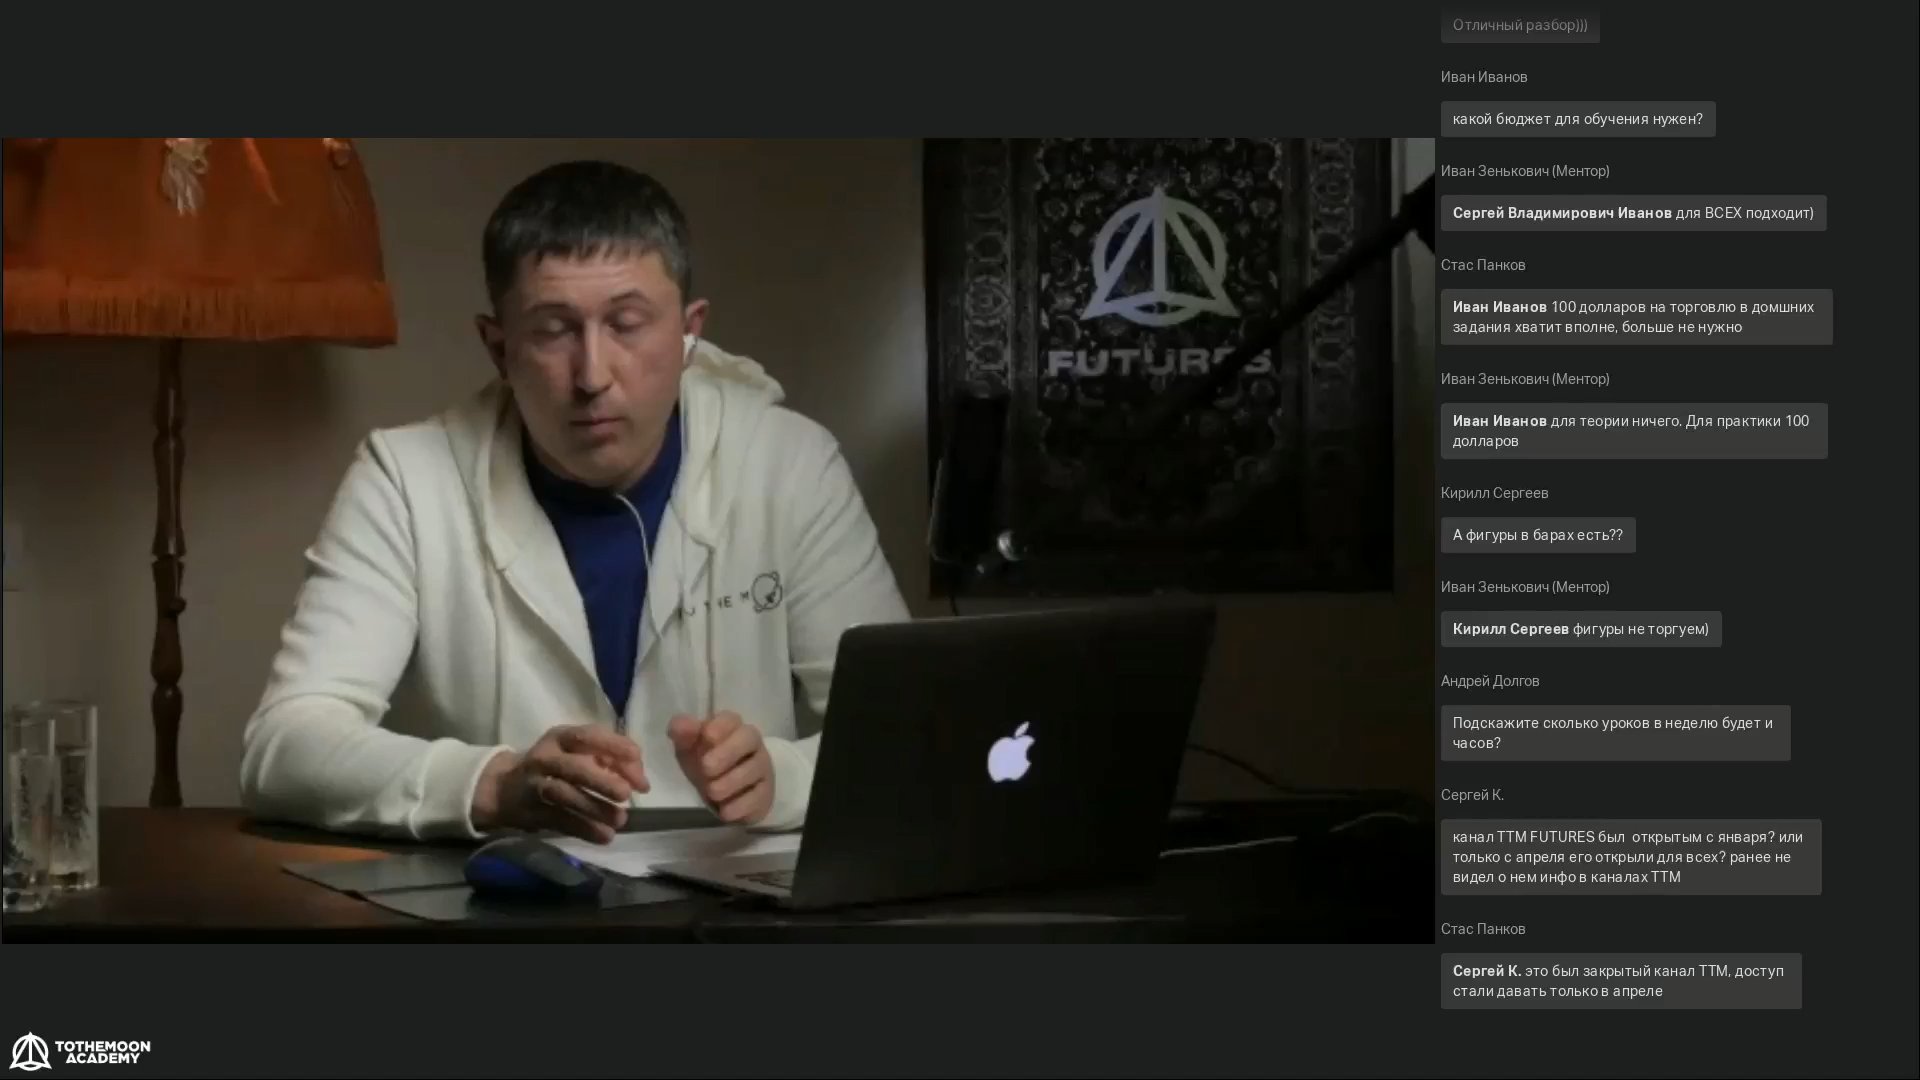 Отличный разбор)))
Иван Иванов
какой бюджет для обучения нужен?
Иван Зенькович (Ментор)
Сергей Владимирович Иванов для ВСЕХ подходит)
Стас Панков
Иван Иванов 100 долларов на торговлю в домшних
задания хватит вполне, больше не нужно
Иван Зенькович (Ментор)
Иван Иванов для теории ничего. Для практики 100
долларов
Кирилл Сергеев
А фигуры в барах есть??
Иван Зенькович (Ментор)
Кирилл Сергеев фигуры не торгуем)
Андрей Долгов
Подскажите сколько уроков в неделю будет и
часов?
Сергей К.
канал TTM FUTURES был  открытым с января? или
только с апреля его открыли для всех? ранее не
видел о нем инфо в каналах ТТМ
Стас Панков
Сергей К. это был закрытый канал ТТМ, доступ
стали давать только в апреле
FUTURES
TOTHEMOON
ACADEMY